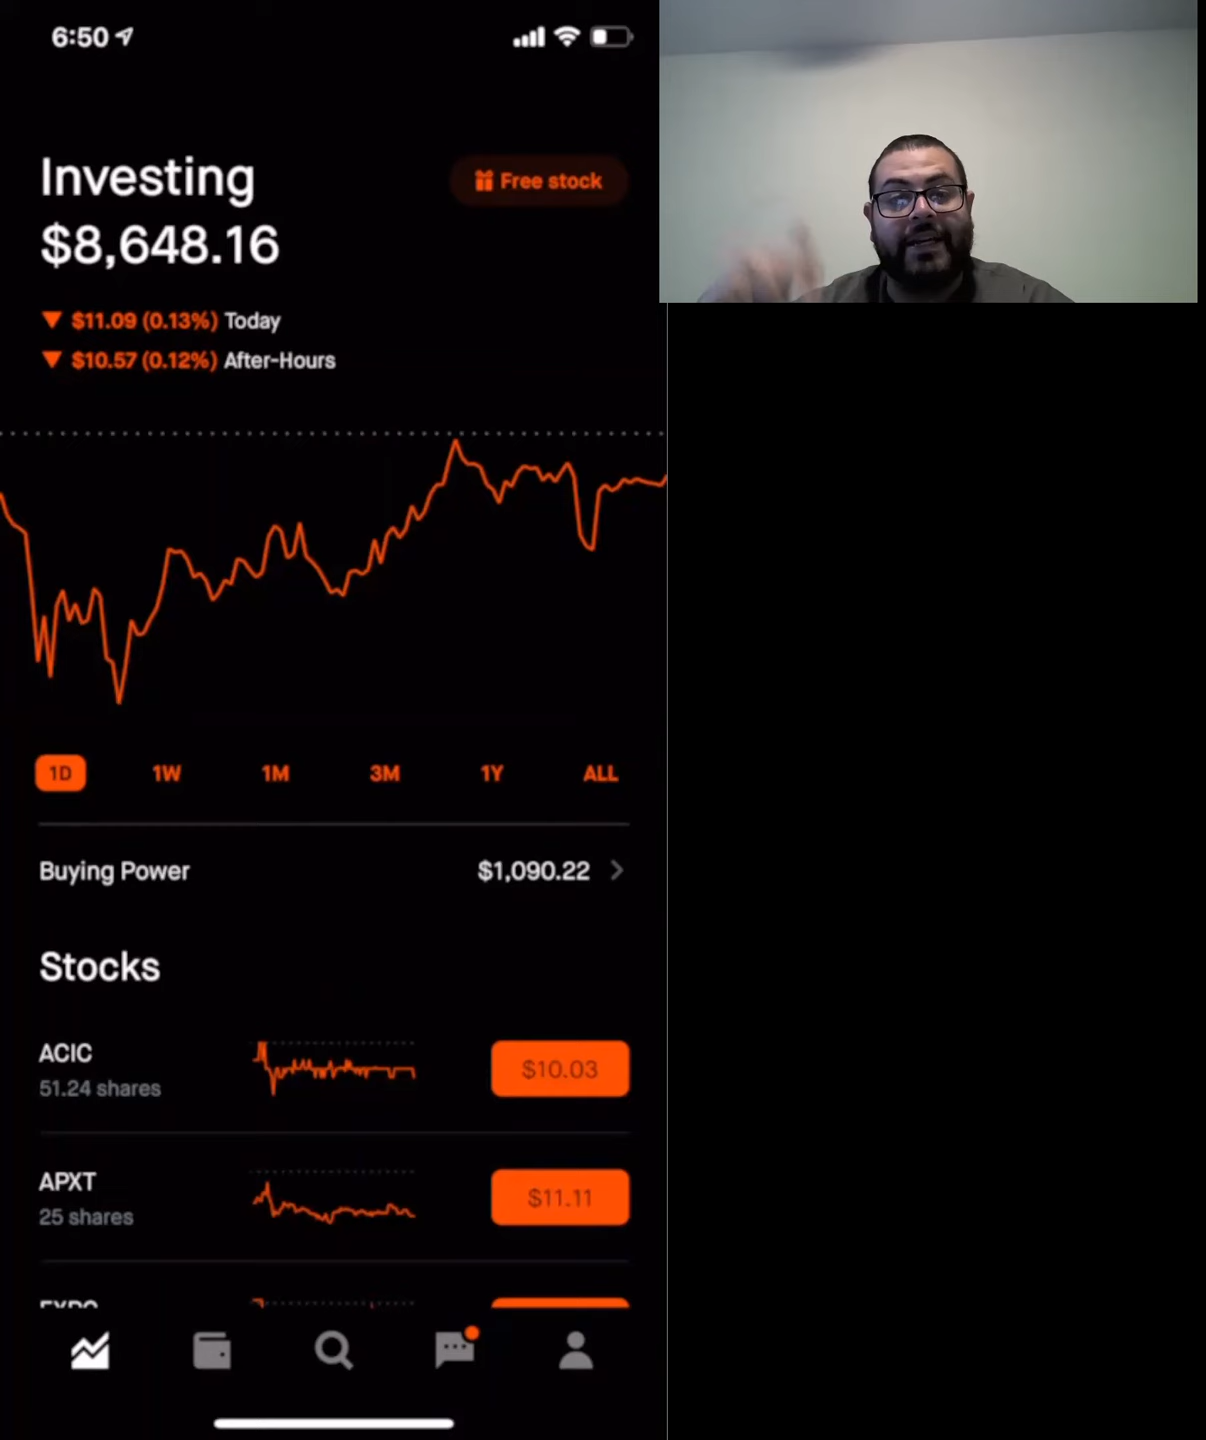 6:50
Investing
Free stock
$8,648.16
$11.09 (0.13%) Today
$10.57 (0.12%) After-Hours
1D 1W 1M 3M 1Y ALL
Buying Power $1,090.22
Stocks
ACIC
51.24 shares
$10.03
APXT
25 shares
$11.11